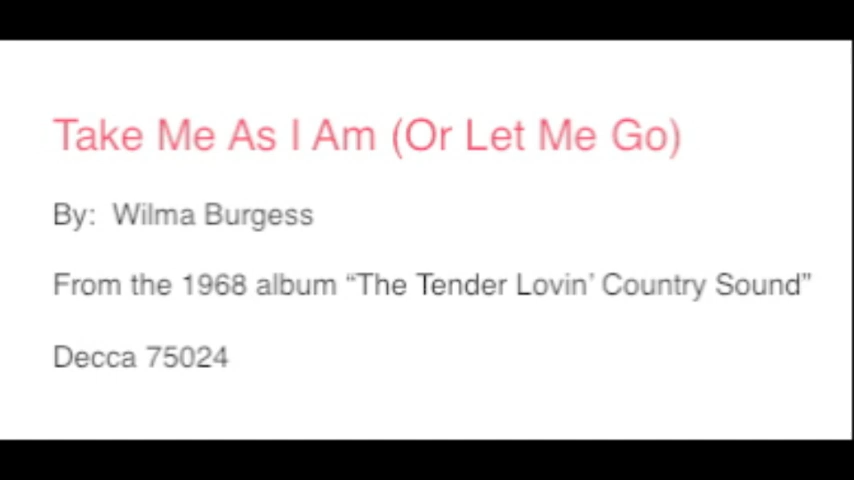 Take Me As I Am (Or Let Me Go)
By:  Wilma Burgess
From the 1968 album “The Tender Lovin’ Country Sound”
Decca 75024